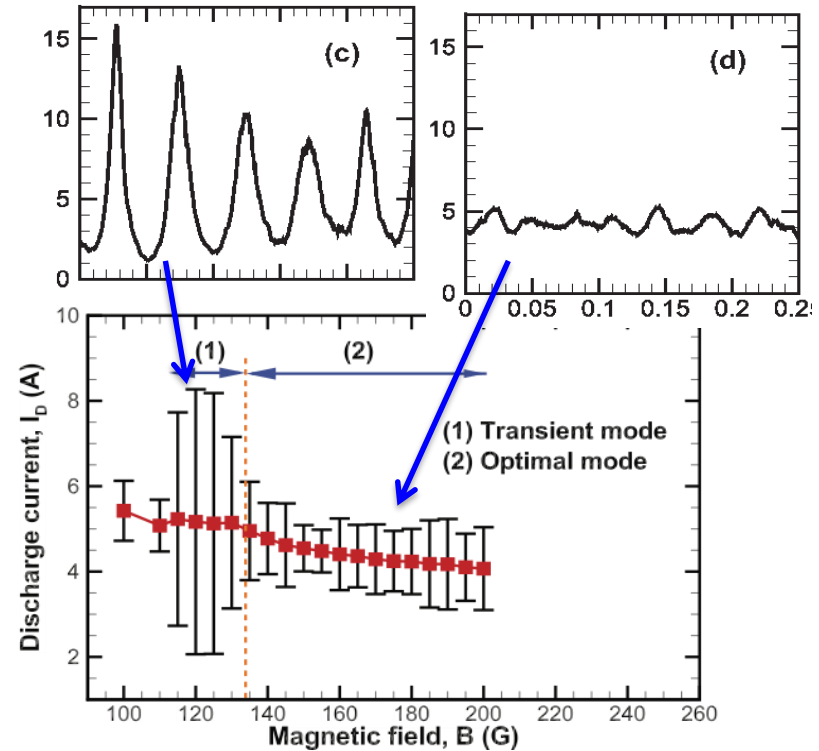 (c)
15
10
5
0
(d)
15
10
5
0
0 0.05 0.1 0.15 0.2 0.2
10
8
6
4
2
Discharge current, I_D (A)
(1) (2)
(1) Transient mode
(2) Optimal mode
100 120 140 160 180 200 220 240 260
Magnetic field, B (G)